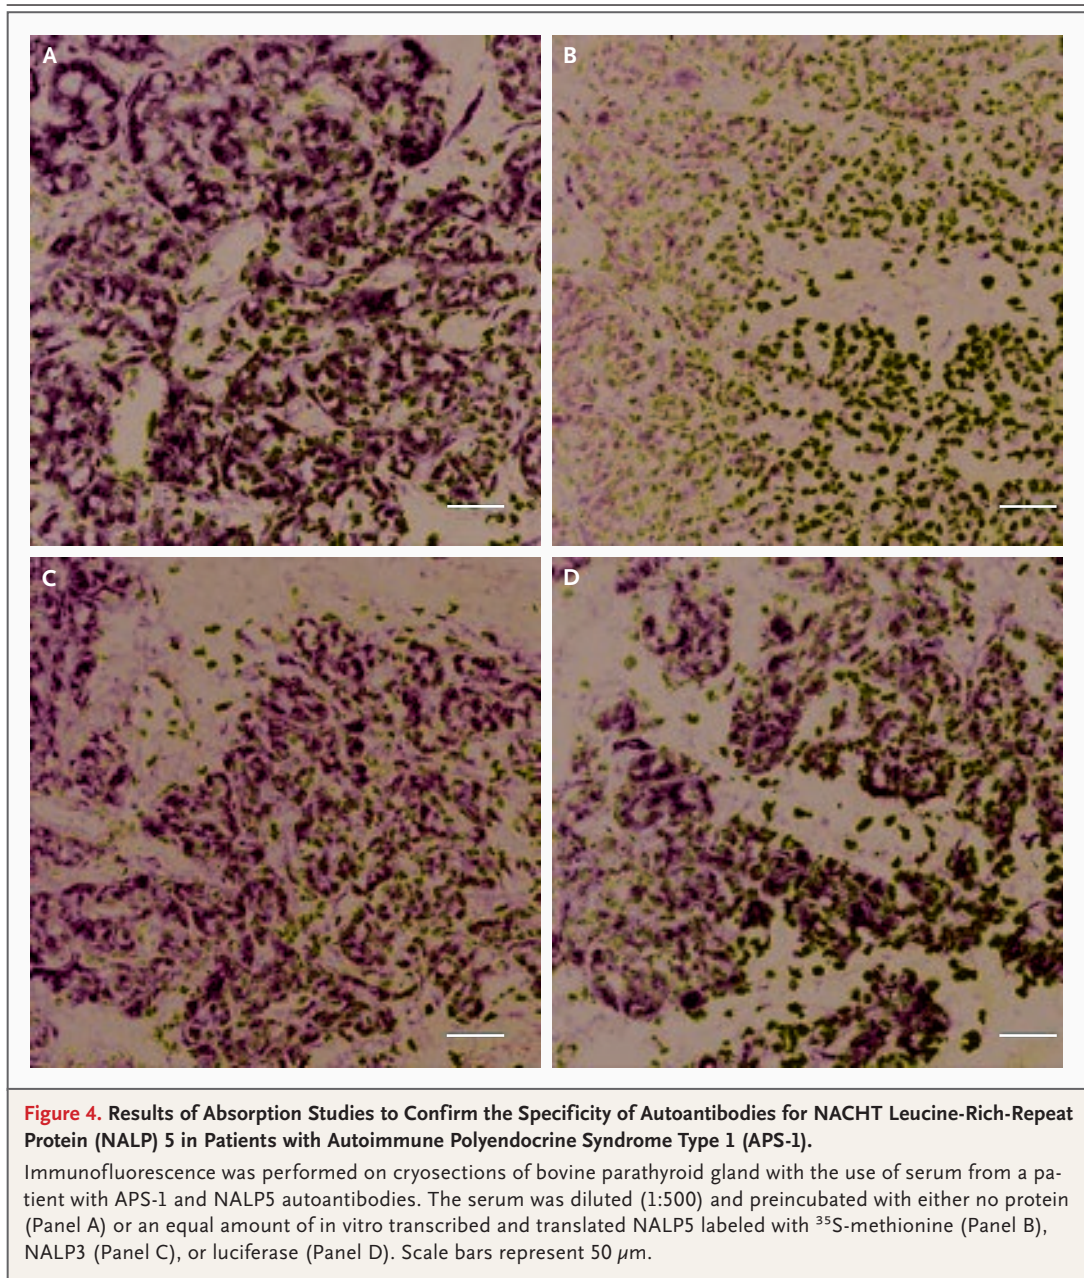 A
B
C
D
Figure 4. Results of Absorption Studies to Confirm the Specificity of Autoantibodies for NACHT Leucine-Rich-Repeat
Protein (NALP) 5 in Patients with Autoimmune Polyendocrine Syndrome Type 1 (APS-1).
Immunofluorescence was performed on cryosections of bovine parathyroid gland with the use of serum from a pa-
tient with APS-1 and NALP5 autoantibodies. The serum was diluted (1:500) and preincubated with either no protein
(Panel A) or an equal amount of in vitro transcribed and translated NALP5 labeled with ³⁵S-methionine (Panel B),
NALP3 (Panel C), or luciferase (Panel D). Scale bars represent 50 μm.